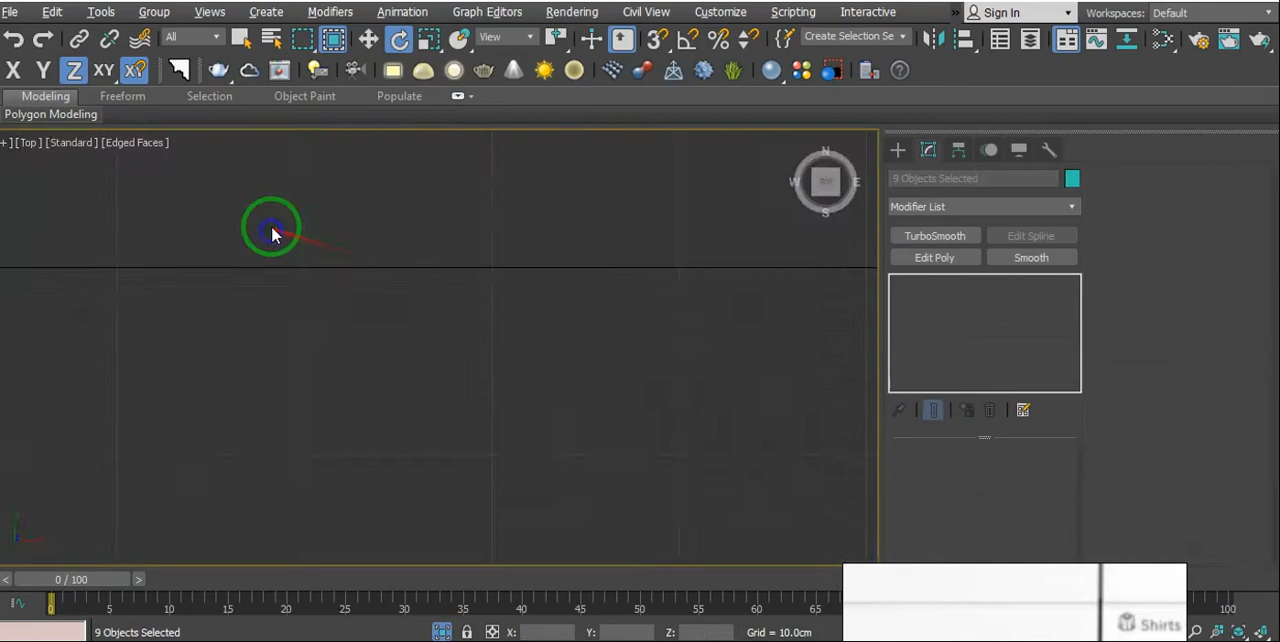 File Edit Tools Group Views Create Modifiers Animation Graph Editors Rendering Civil View Customize Scripting Interactive » Sign In Workspaces: Default
All View 3 % Create Selection Se
X Y Z XY XY
Modeling Freeform Selection Object Paint Populate
Polygon Modeling
+ ] [Top ] [Standard ] [Edged Faces ]
N
W E
S
9 Objects Selected
Modifier List
TurboSmooth Edit Spline
Edit Poly Smooth
< 0 / 100 >
0 5 10 15 20 25 30 35 40 45 50 55 60 65 100
Shirts
9 Objects Selected X: Y: Z: Grid = 10.0cm